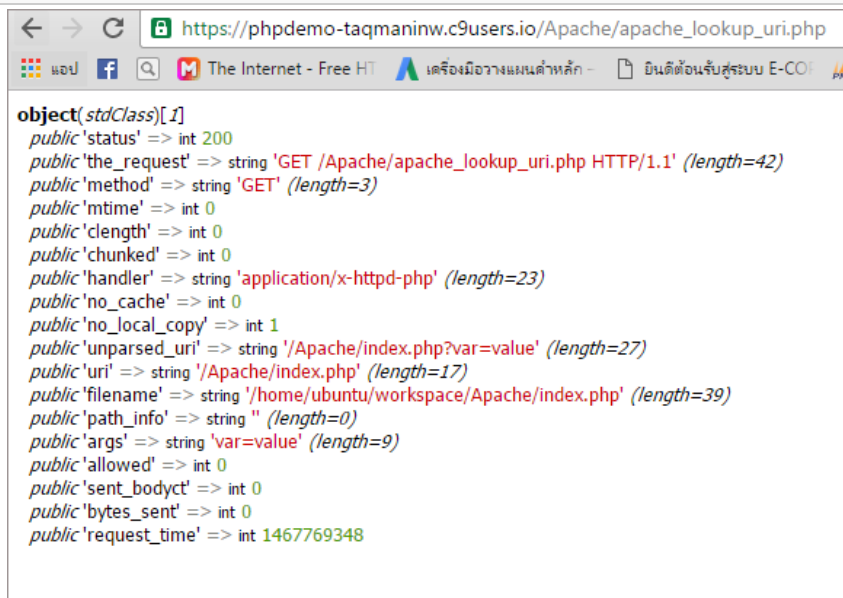 https://phpdemo-taqmaninw.c9users.io/Apache/apache_lookup_uri.php
แอป The Internet - Free HT เครื่องมือวางแผนคำหลัก - ยินดีต้อนรับสู่ระบบ E-COF
object(stdClass)[1]
public 'status' => int 200
public 'the_request' => string 'GET /Apache/apache_lookup_uri.php HTTP/1.1' (length=42)
public 'method' => string 'GET' (length=3)
public 'mtime' => int 0
public 'clength' => int 0
public 'chunked' => int 0
public 'handler' => string 'application/x-httpd-php' (length=23)
public 'no_cache' => int 0
public 'no_local_copy' => int 1
public 'unparsed_uri' => string '/Apache/index.php?var=value' (length=27)
public 'uri' => string '/Apache/index.php' (length=17)
public 'filename' => string '/home/ubuntu/workspace/Apache/index.php' (length=39)
public 'path_info' => string '' (length=0)
public 'args' => string 'var=value' (length=9)
public 'allowed' => int 0
public 'sent_bodyct' => int 0
public 'bytes_sent' => int 0
public 'request_time' => int 1467769348